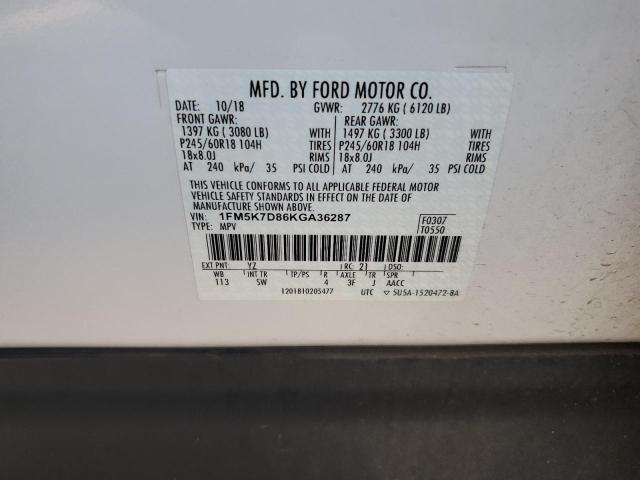 MFD. BY FORD MOTOR CO.
DATE: 10/18 GVWR: 2776 KG ( 6120 LB)
FRONT GAWR: REAR GAWR:
1397 KG ( 3080 LB) WITH 1497 KG ( 3300 LB) WITH
P245/60R18 104H TIRES P245/60R18 104H TIRES
18x8.0J RIMS 18x8.0J RIMS
AT 240 kPa/ 35 PSI COLD AT 240 kPa/ 35 PSI COLD
THIS VEHICLE CONFORMS TO ALL APPLICABLE FEDERAL MOTOR
VEHICLE SAFETY STANDARDS IN EFFECT ON THE DATE OF
MANUFACTURE SHOWN ABOVE.
VIN: 1FM5K7D86KGA36287 F0307
TYPE: MPV T0550
EXT PNT: YZ RC: 21 DSO:
WB INT TR TP/PS R AXLE TR SPR
113 SW 4 3F J AACC
1201810205477 UTC ▽ 5U5A-1520472-BA